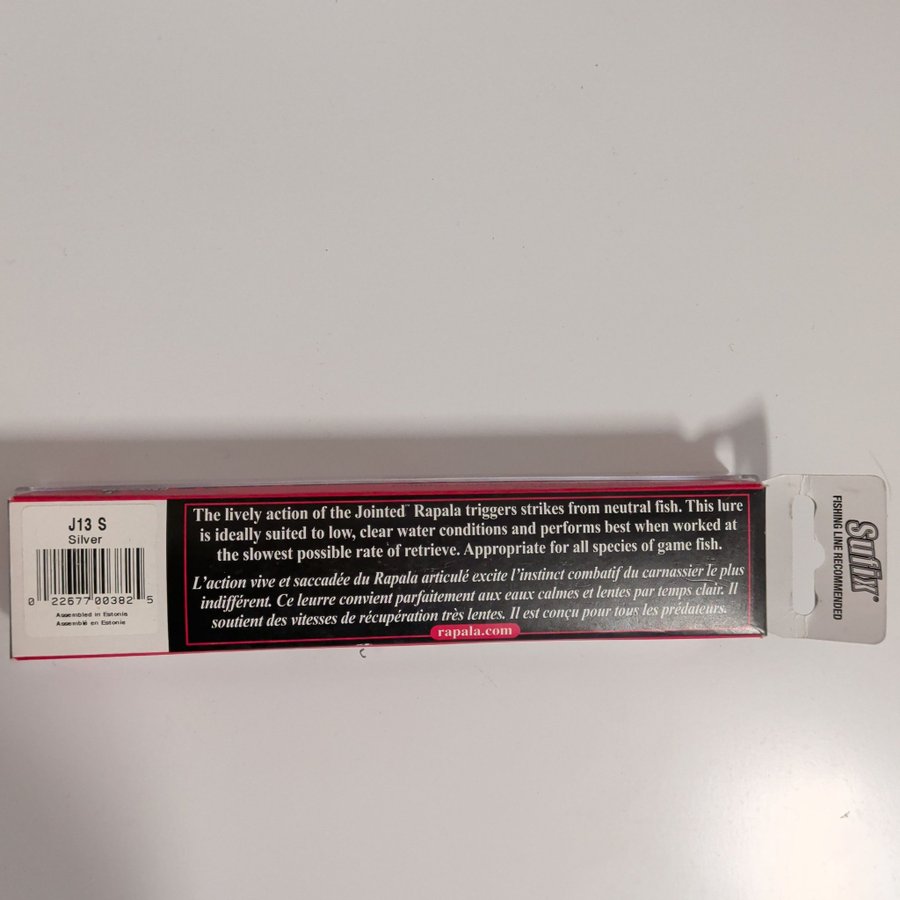 J13 S
Silver
0 22677 00382 5
Assembled in Estonia
Assemblé en Estonie
The lively action of the Jointed™ Rapala triggers strikes from neutral fish. This lure
is ideally suited to low, clear water conditions and performs best when worked at
the slowest possible rate of retrieve. Appropriate for all species of game fish.
L'action vive et saccadée du Rapala articulé excite l'instinct combatif du carnassier le plus
indifférent. Ce leurre convient parfaitement aux eaux calmes et lentes par temps clair. Il
soutient des vitesses de récupération très lentes. Il est conçu pour tous les prédateurs.
rapala.com
Sufix®
FISHING LINE RECOMMENDED